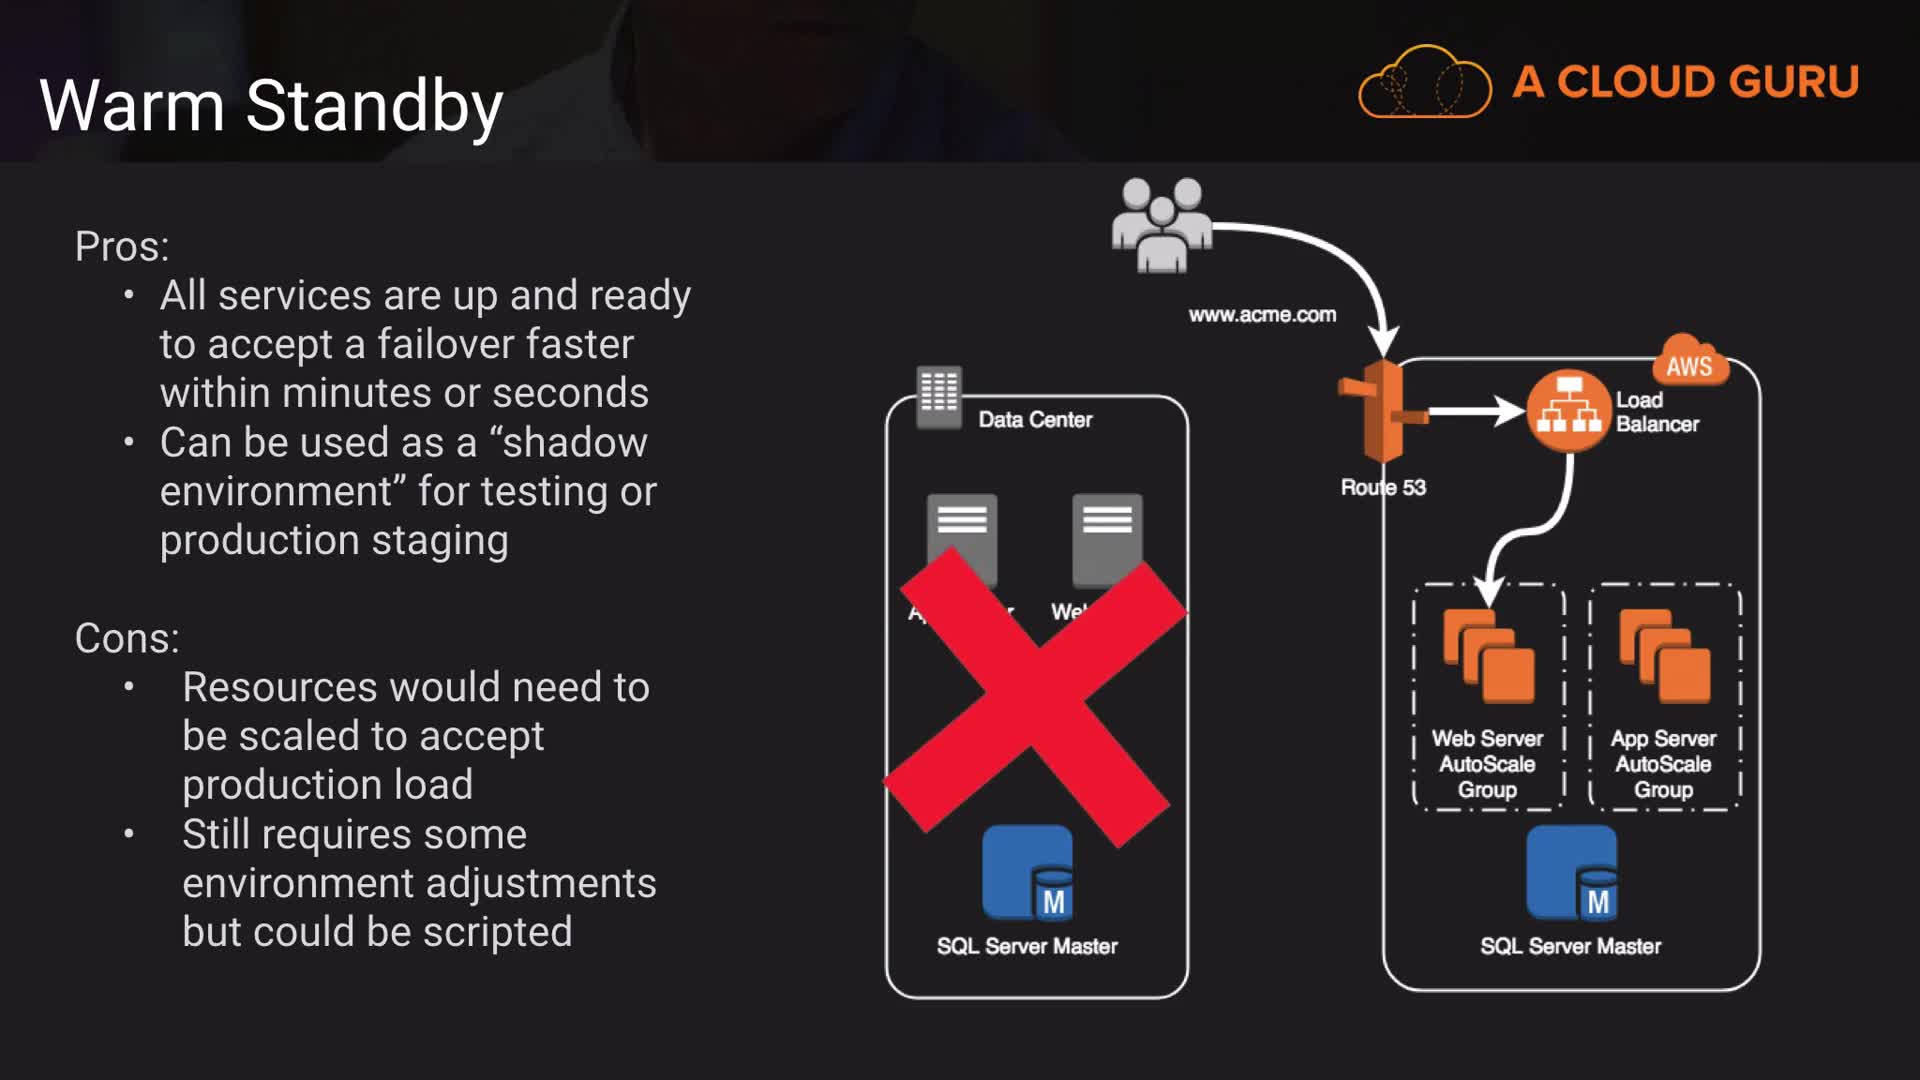 Warm Standby
A CLOUD GURU
Pros:
• All services are up and ready
to accept a failover faster
within minutes or seconds
• Can be used as a “shadow
environment” for testing or
production staging
Cons:
• Resources would need to
be scaled to accept
production load
• Still requires some
environment adjustments
but could be scripted
www.acme.com
Data Center
SQL Server Master
AWS
Load
Balancer
Route 53
Web Server
AutoScale
Group
App Server
AutoScale
Group
M
M
SQL Server Master